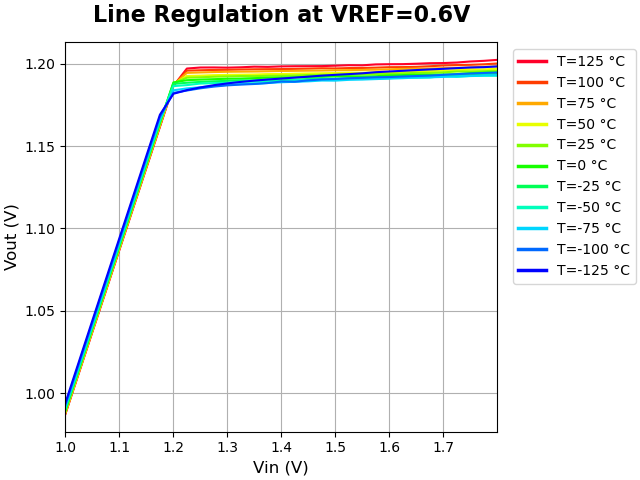 Line Regulation at VREF=0.6V
Vout (V)
1.20
1.15
1.10
1.05
1.00
1.0 1.1 1.2 1.3 1.4 1.5 1.6 1.7
Vin (V)
T=125 °C
T=100 °C
T=75 °C
T=50 °C
T=25 °C
T=0 °C
T=-25 °C
T=-50 °C
T=-75 °C
T=-100 °C
T=-125 °C